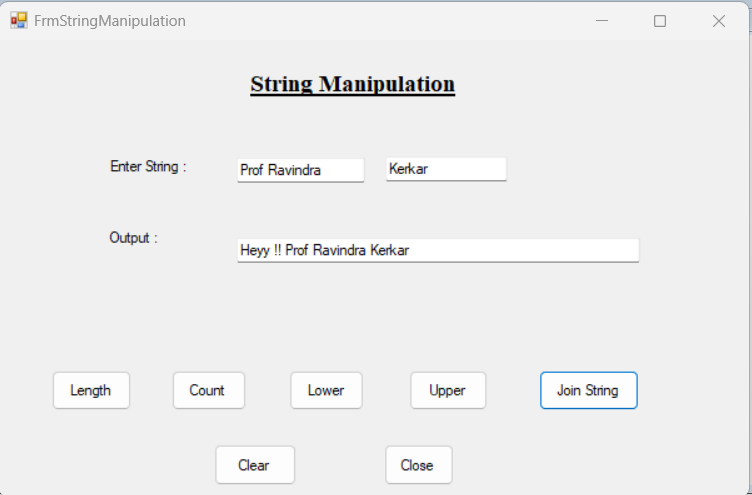 FrmStringManipulation
String Manipulation
Enter String : Prof Ravindra Kerkar
Output : Heyy !! Prof Ravindra Kerkar
Length Count Lower Upper Join String
Clear Close